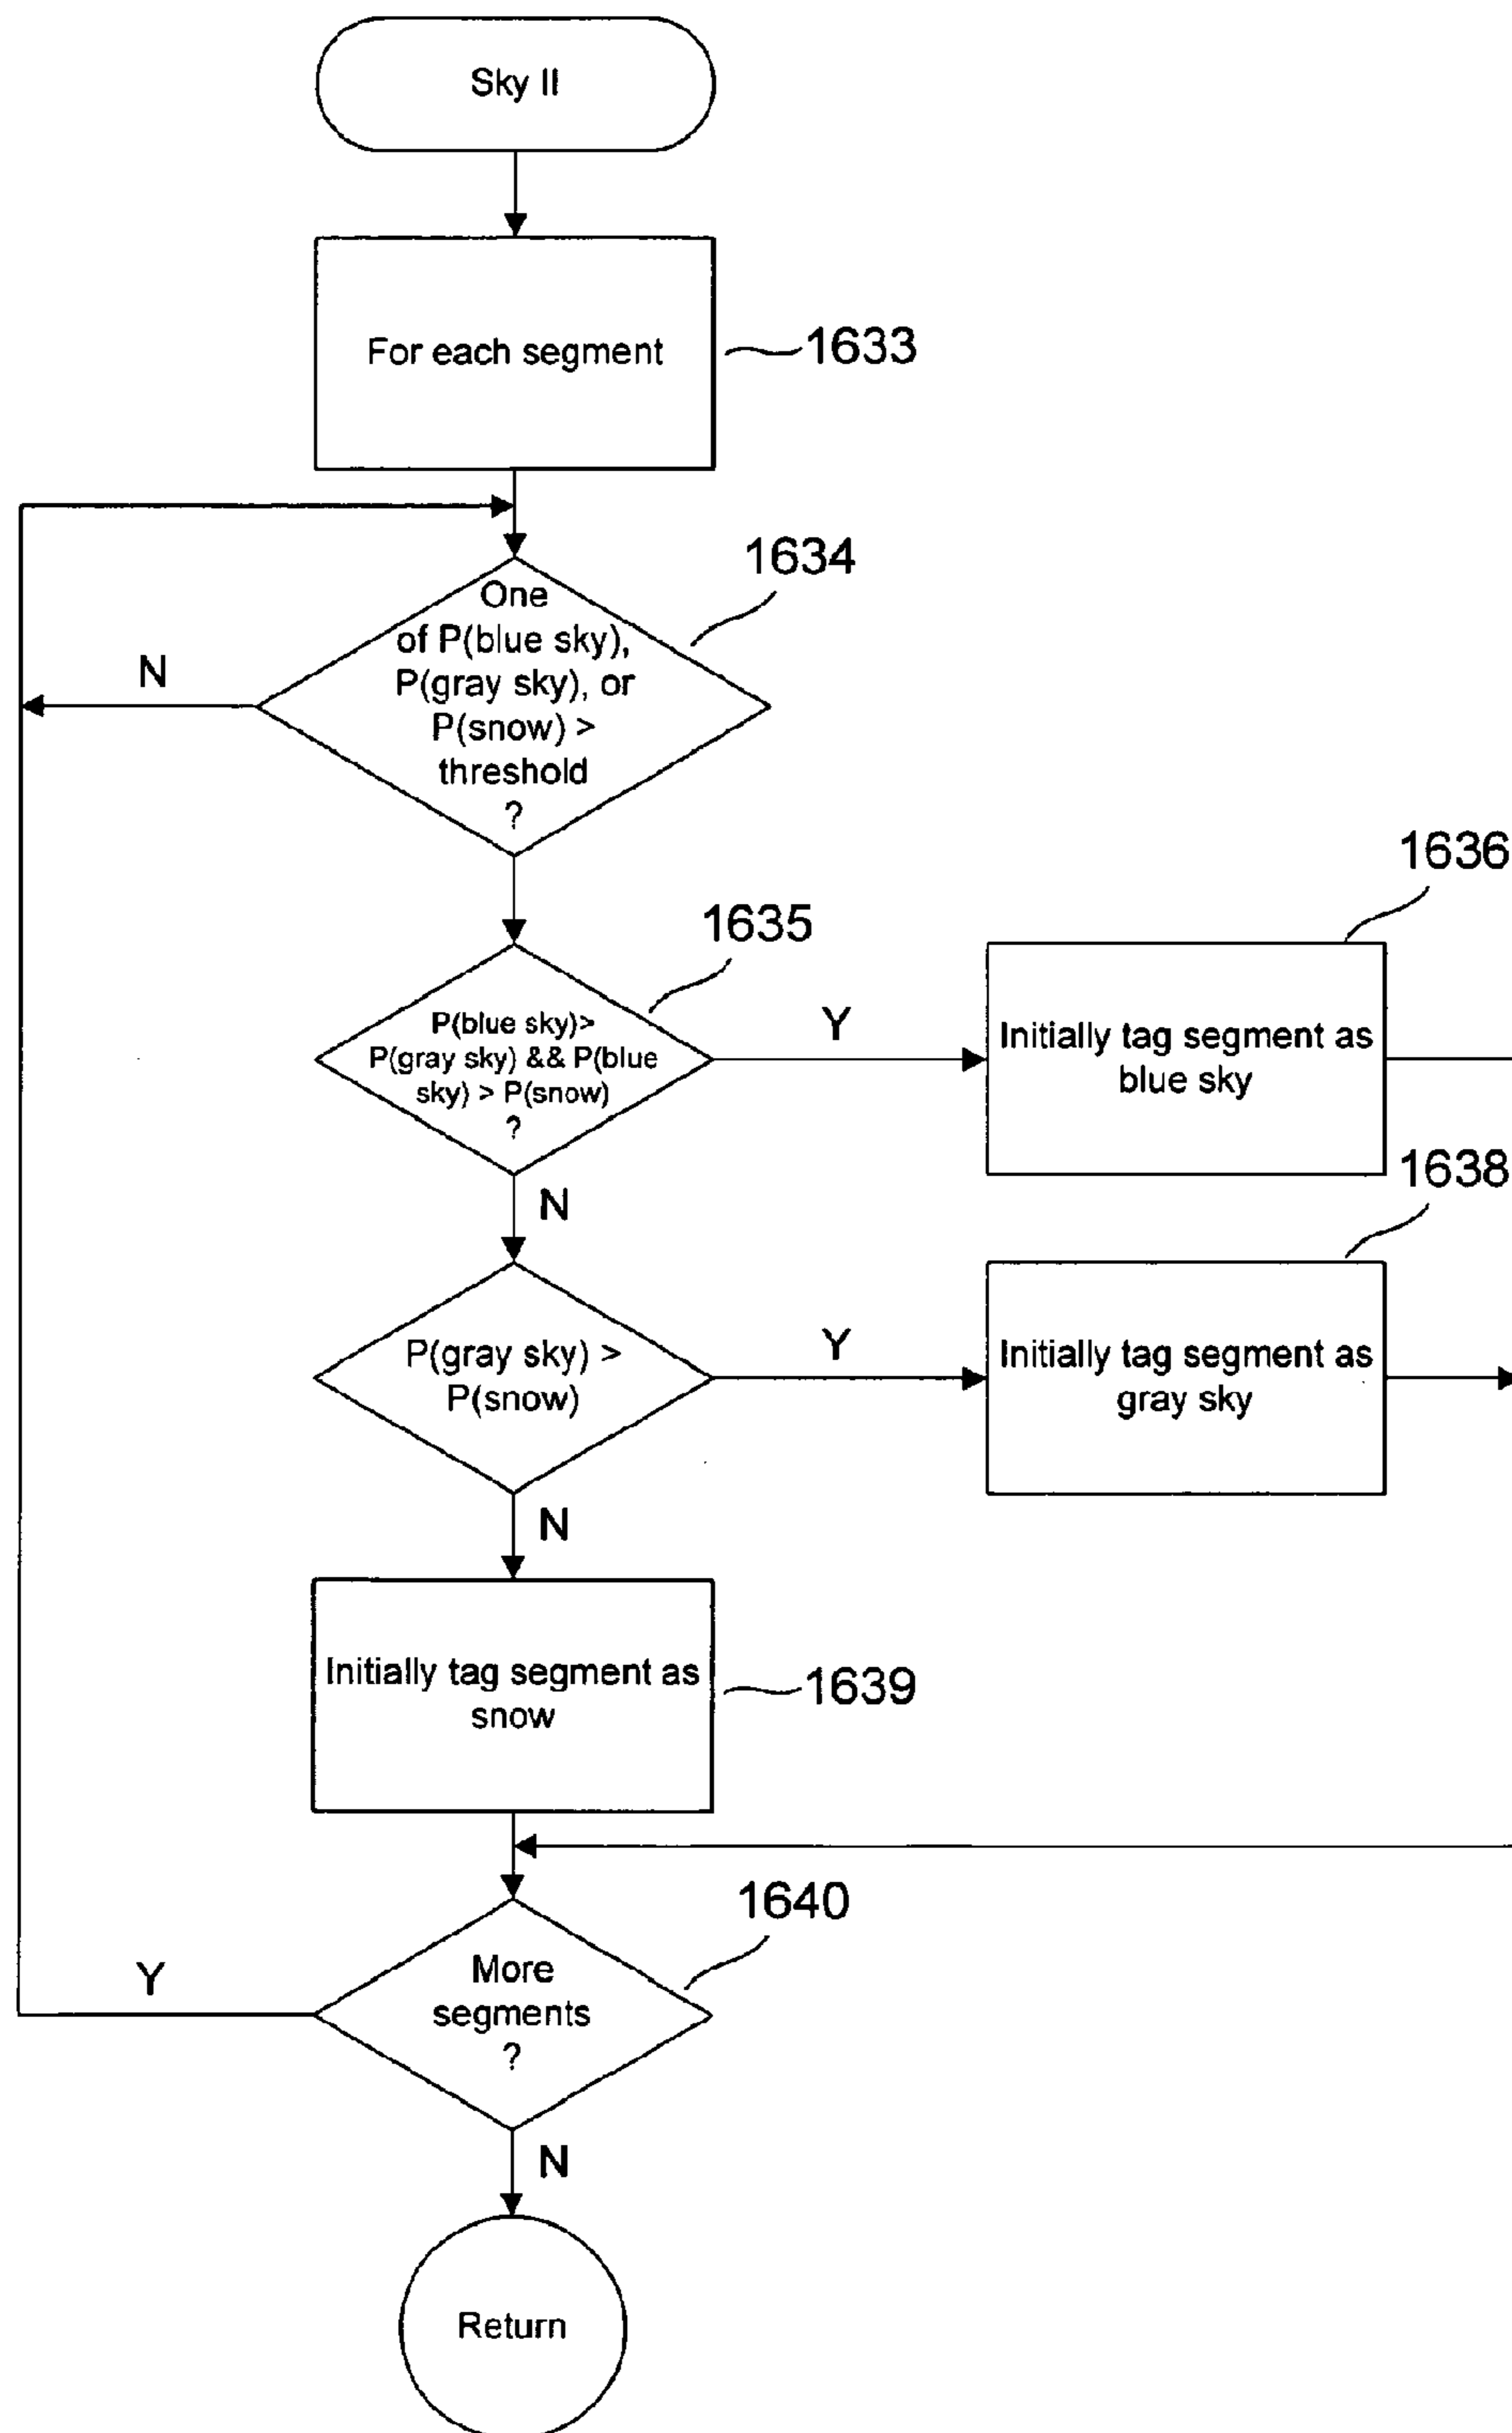 Sky II
For each segment
1633
1634
One
of P(blue sky),
P(gray sky), or
P(snow) >
threshold
?
N
1635
P(blue sky)>
P(gray sky) && P(blue
sky) > P(snow)
?
Y
1636
Initially tag segment as
blue sky
N
1638
P(gray sky) >
P(snow)
Y
Initially tag segment as
gray sky
N
Initially tag segment as
snow
1639
1640
More
segments
?
Y
N
Return